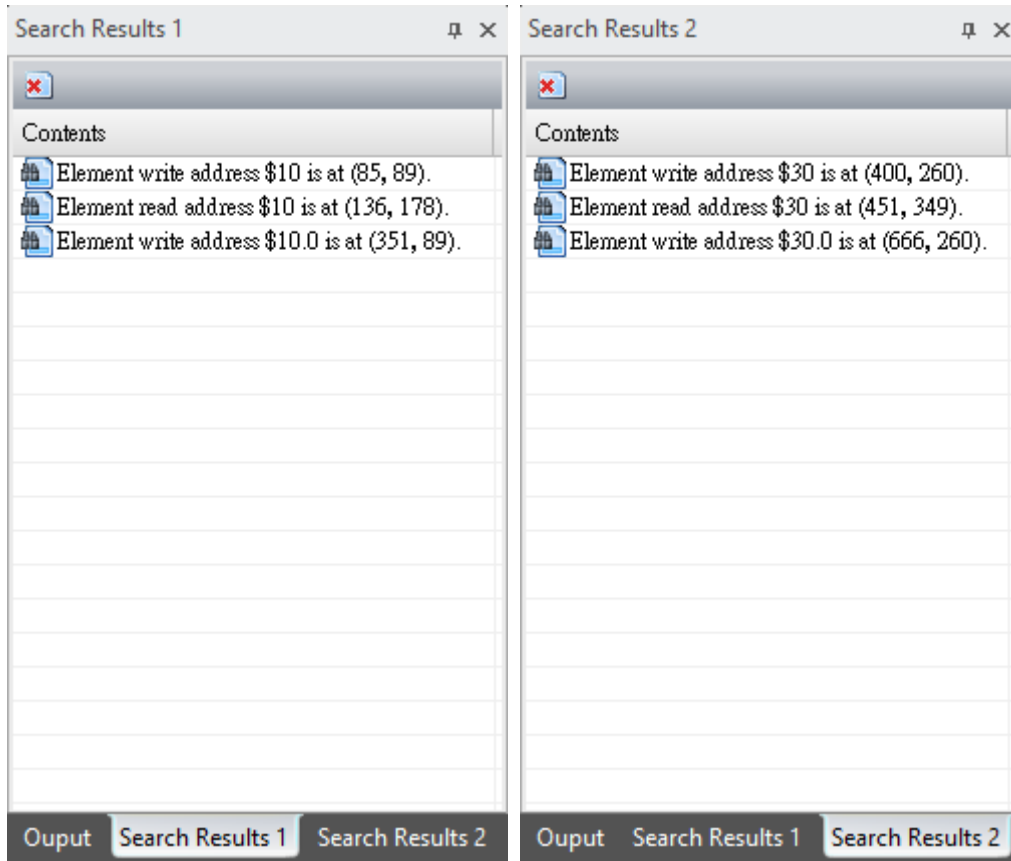 Search Results 1
Contents
Element write address $10 is at (85, 89).
Element read address $10 is at (136, 178).
Element write address $10.0 is at (351, 89).
Ouput Search Results 1 Search Results 2
Search Results 2
Contents
Element write address $30 is at (400, 260).
Element read address $30 is at (451, 349).
Element write address $30.0 is at (666, 260).
Ouput Search Results 1 Search Results 2